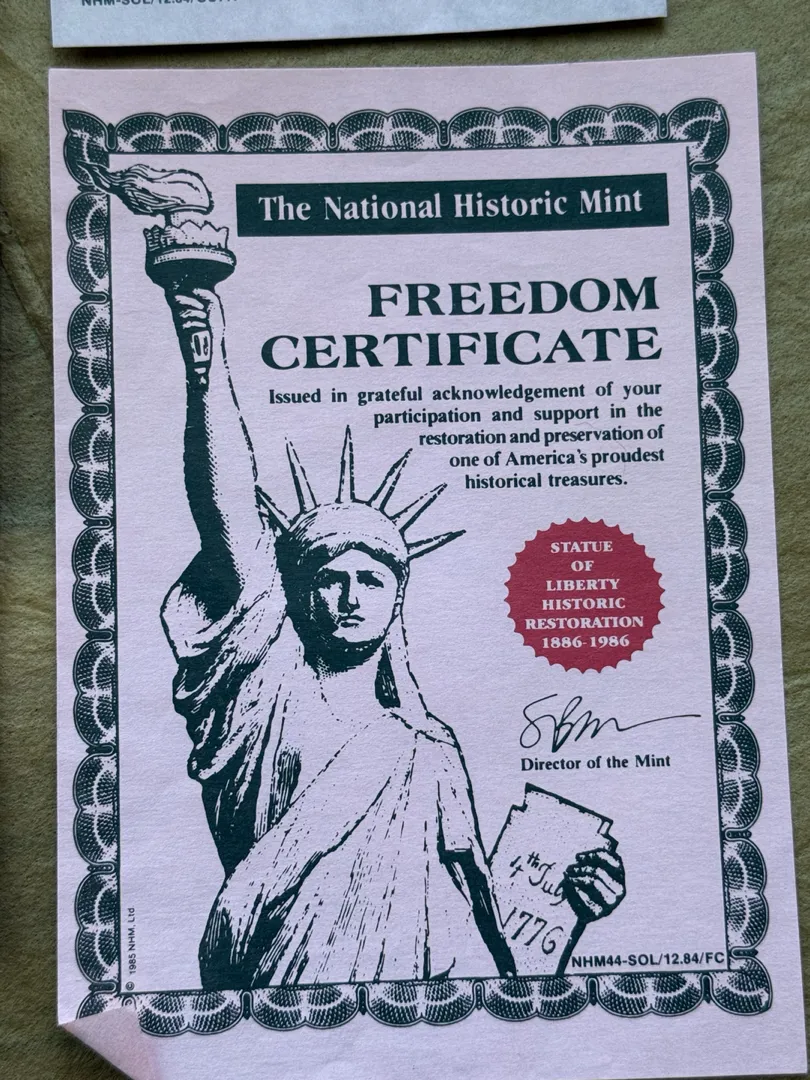 The National Historic Mint
FREEDOM
CERTIFICATE
Issued in grateful acknowledgement of your
participation and support in the
restoration and preservation of
one of America's proudest
historical treasures.
STATUE
OF
LIBERTY
HISTORIC
RESTORATION
1886-1986
Director of the Mint
4th July
1776
NHM44-SOL/12.84/FC
© 1985 NHM, Ltd